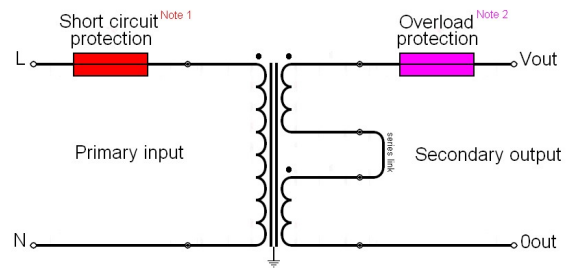 Short circuit Note 1
protection
Overload Note 2
protection
L
Vout
Primary input
series link
Secondary output
N
0out